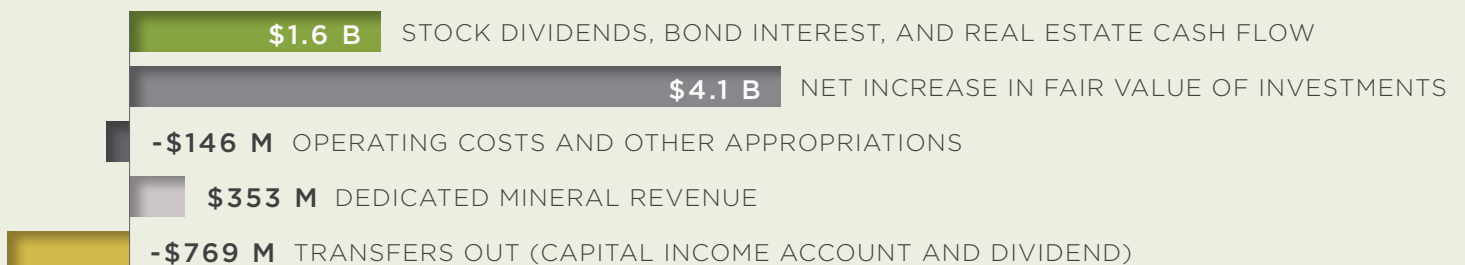 $1.6 B STOCK DIVIDENDS, BOND INTEREST, AND REAL ESTATE CASH FLOW
$4.1 B NET INCREASE IN FAIR VALUE OF INVESTMENTS
-$146 M OPERATING COSTS AND OTHER APPROPRIATIONS
$353 M DEDICATED MINERAL REVENUE
-$769 M TRANSFERS OUT (CAPITAL INCOME ACCOUNT AND DIVIDEND)